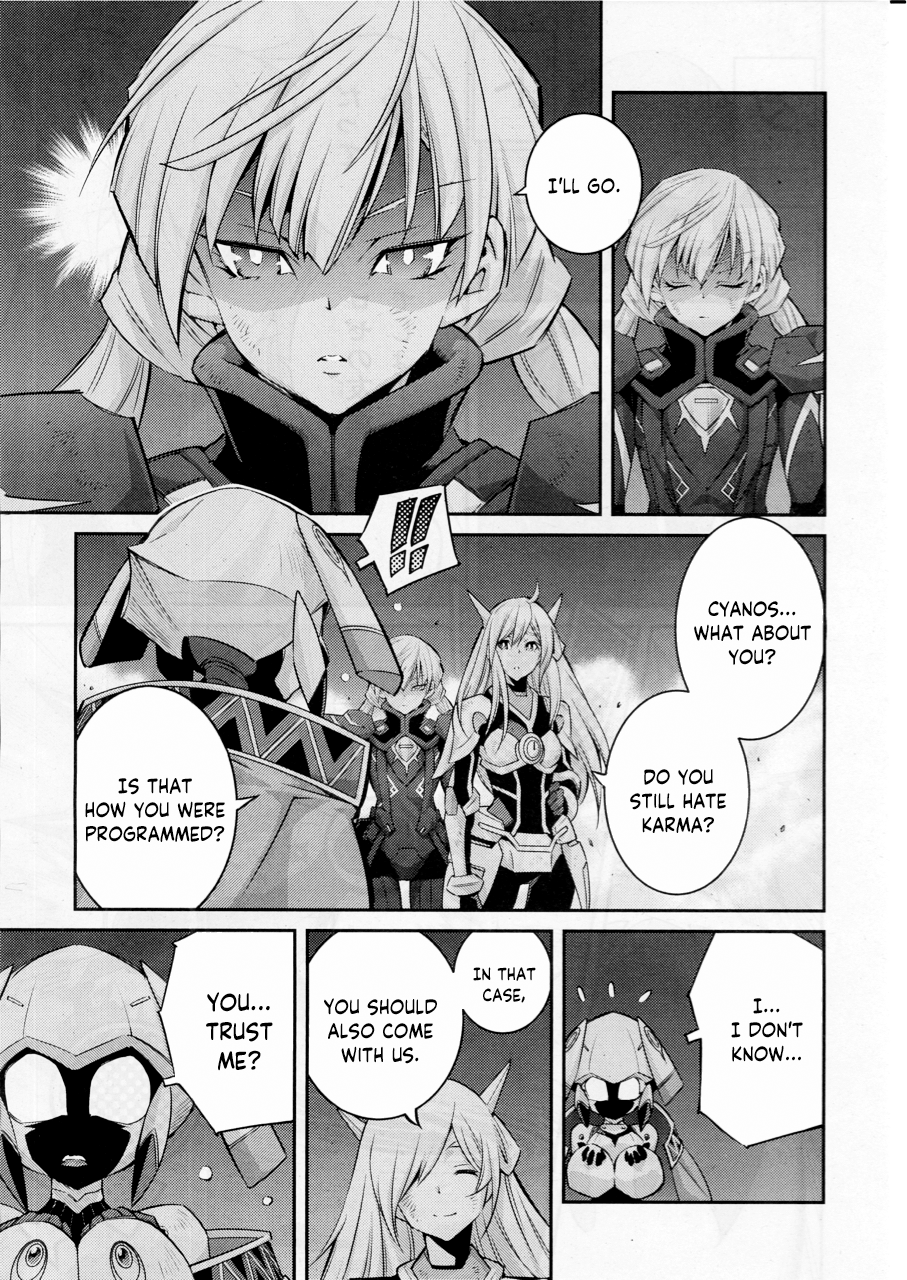 I'LL GO.
!!
CYANOS...
WHAT ABOUT
YOU?
DO YOU
STILL HATE
KARMA?
IS THAT
HOW YOU WERE
PROGRAMMED?
I...
I DON'T
KNOW...
IN THAT
CASE,
YOU SHOULD
ALSO COME
WITH US.
YOU...
TRUST
ME?